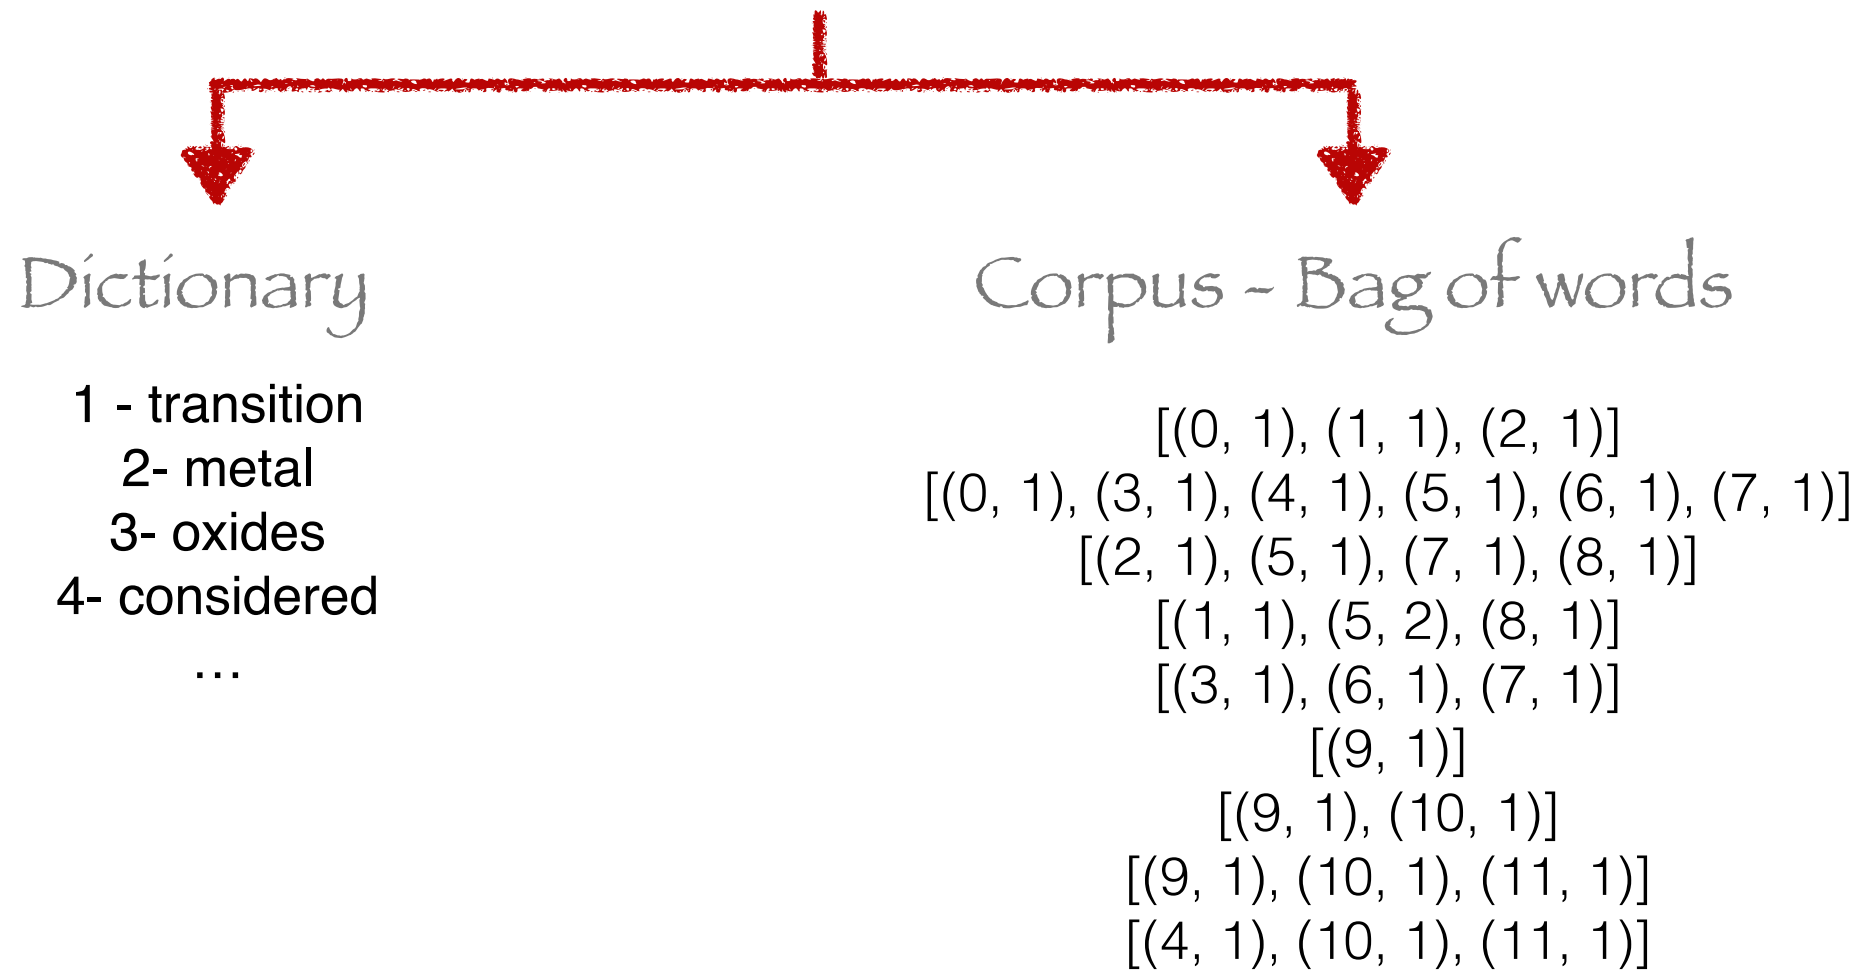 Dictionary
1 - transition
2- metal
3- oxides
4- considered
…
Corpus - Bag of words
[(0, 1), (1, 1), (2, 1)]
[(0, 1), (3, 1), (4, 1), (5, 1), (6, 1), (7, 1)]
[(2, 1), (5, 1), (7, 1), (8, 1)]
[(1, 1), (5, 2), (8, 1)]
[(3, 1), (6, 1), (7, 1)]
[(9, 1)]
[(9, 1), (10, 1)]
[(9, 1), (10, 1), (11, 1)]
[(4, 1), (10, 1), (11, 1)]